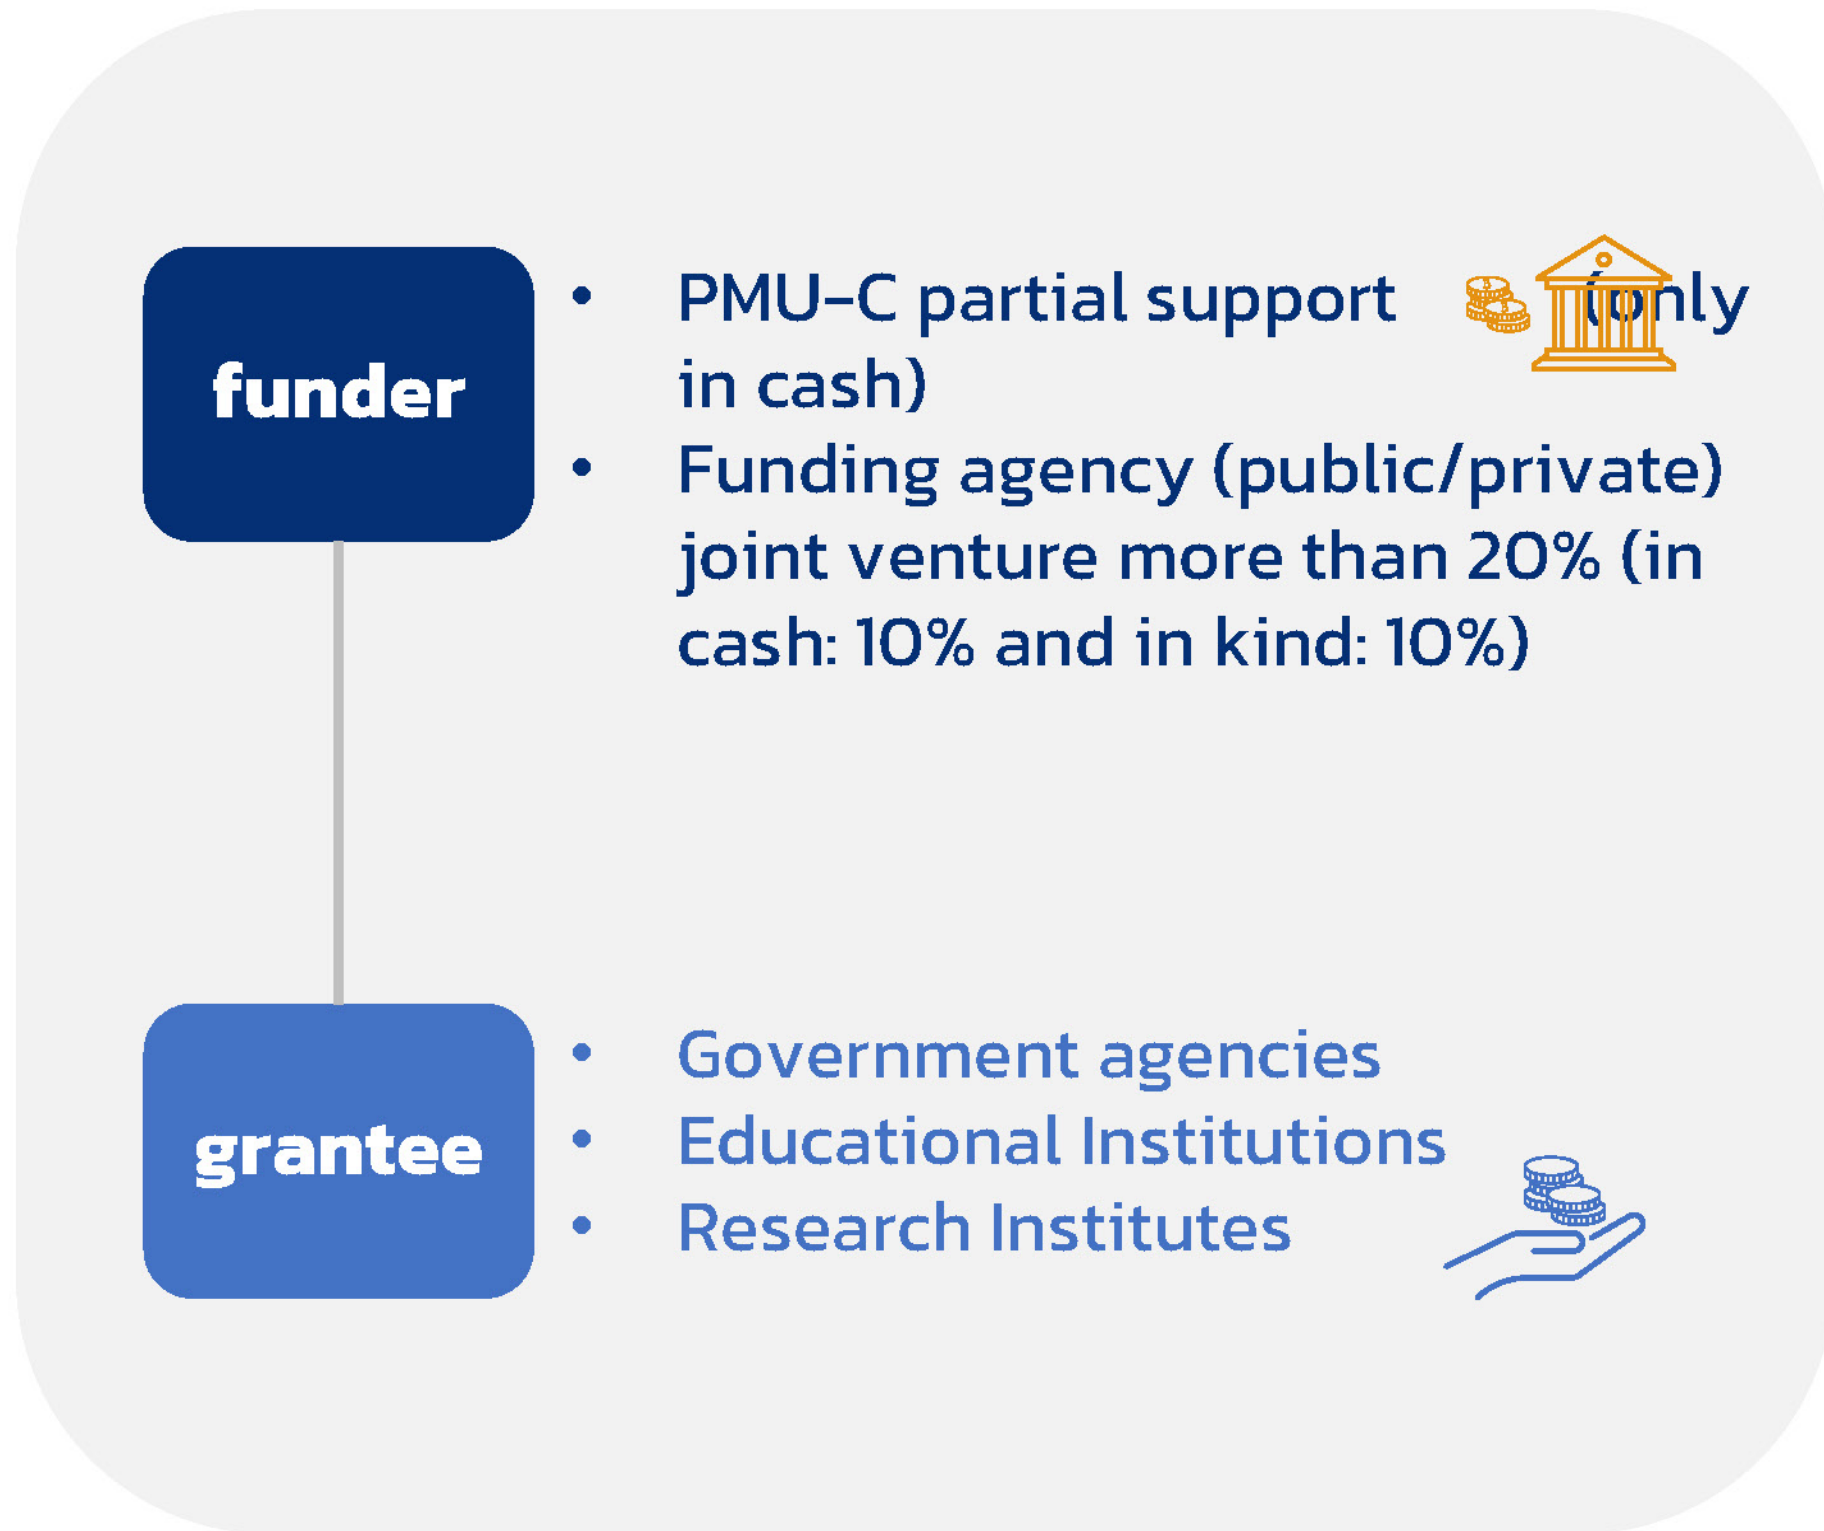 funder
• PMU-C partial support (only
in cash)
• Funding agency (public/private)
joint venture more than 20% (in
cash: 10% and in kind: 10%)
grantee
• Government agencies
• Educational Institutions
• Research Institutes